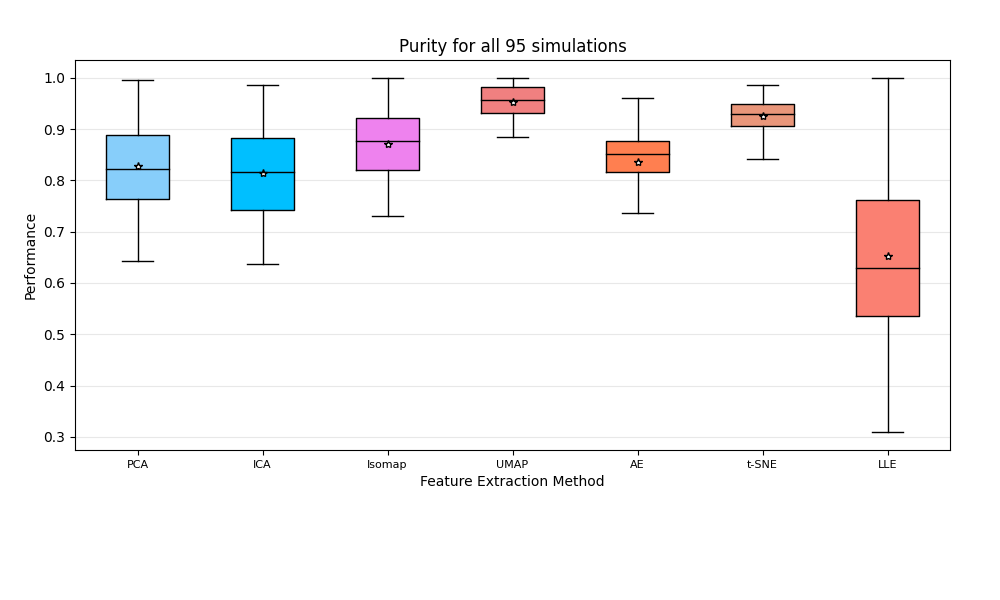 Purity for all 95 simulations
Performance
1.0
0.9
0.8
0.7
0.6
0.5
0.4
0.3
PCA ICA Isomap UMAP AE t-SNE LLE
Feature Extraction Method